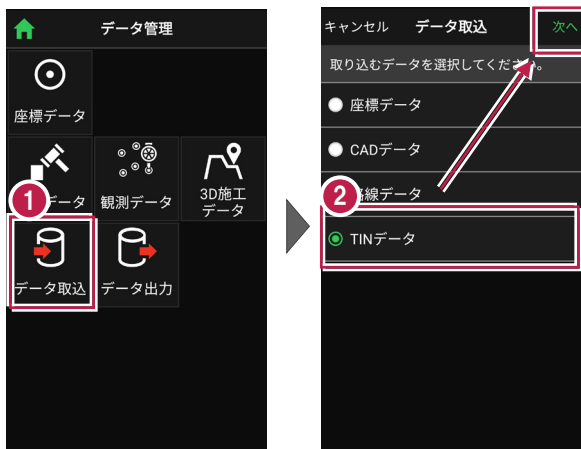 データ管理
座標データ
データ
観測データ
3D施工
データ
1
データ取込
データ出力
キャンセル
データ取込
次へ
取り込むデータを選択してください。
座標データ
CADデータ
2
路線データ
TINデータ